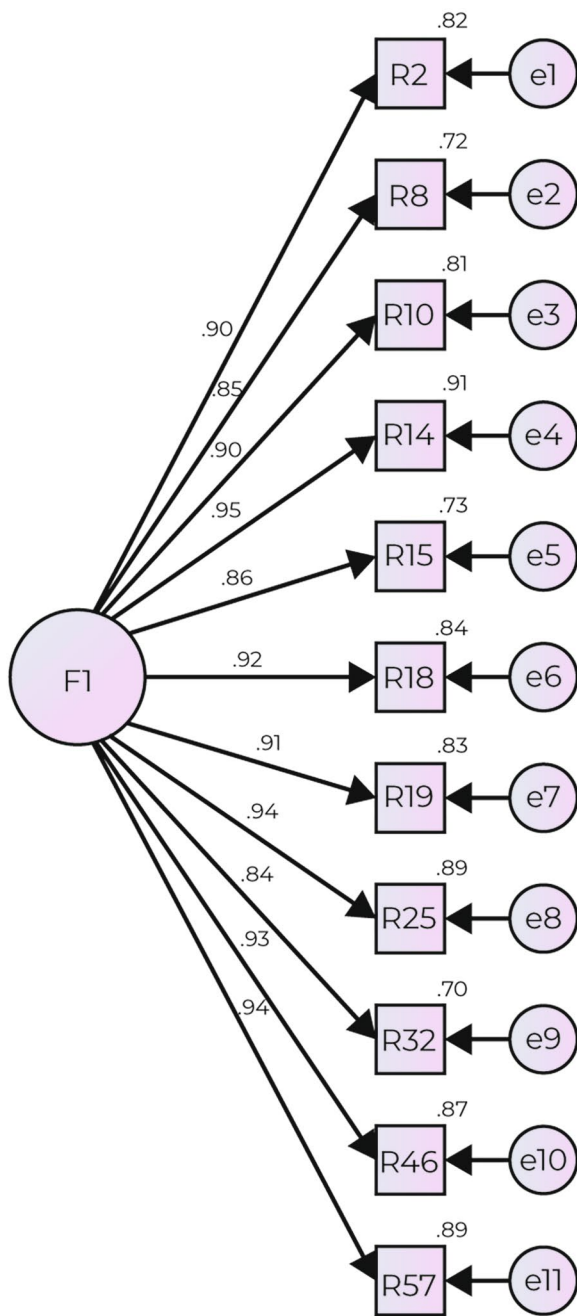 .82
R2 e1
.72
R8 e2
.81
R10 e3
.90
.91
.85
R14 e4
.90
.95
.73
R15 e5
.86
.84
F1 .92 R18 e6
.83
.91
R19 e7
.94
.89
.84
R25 e8
.93
.70
.94
R32 e9
.87
R46 e10
.89
R57 e11